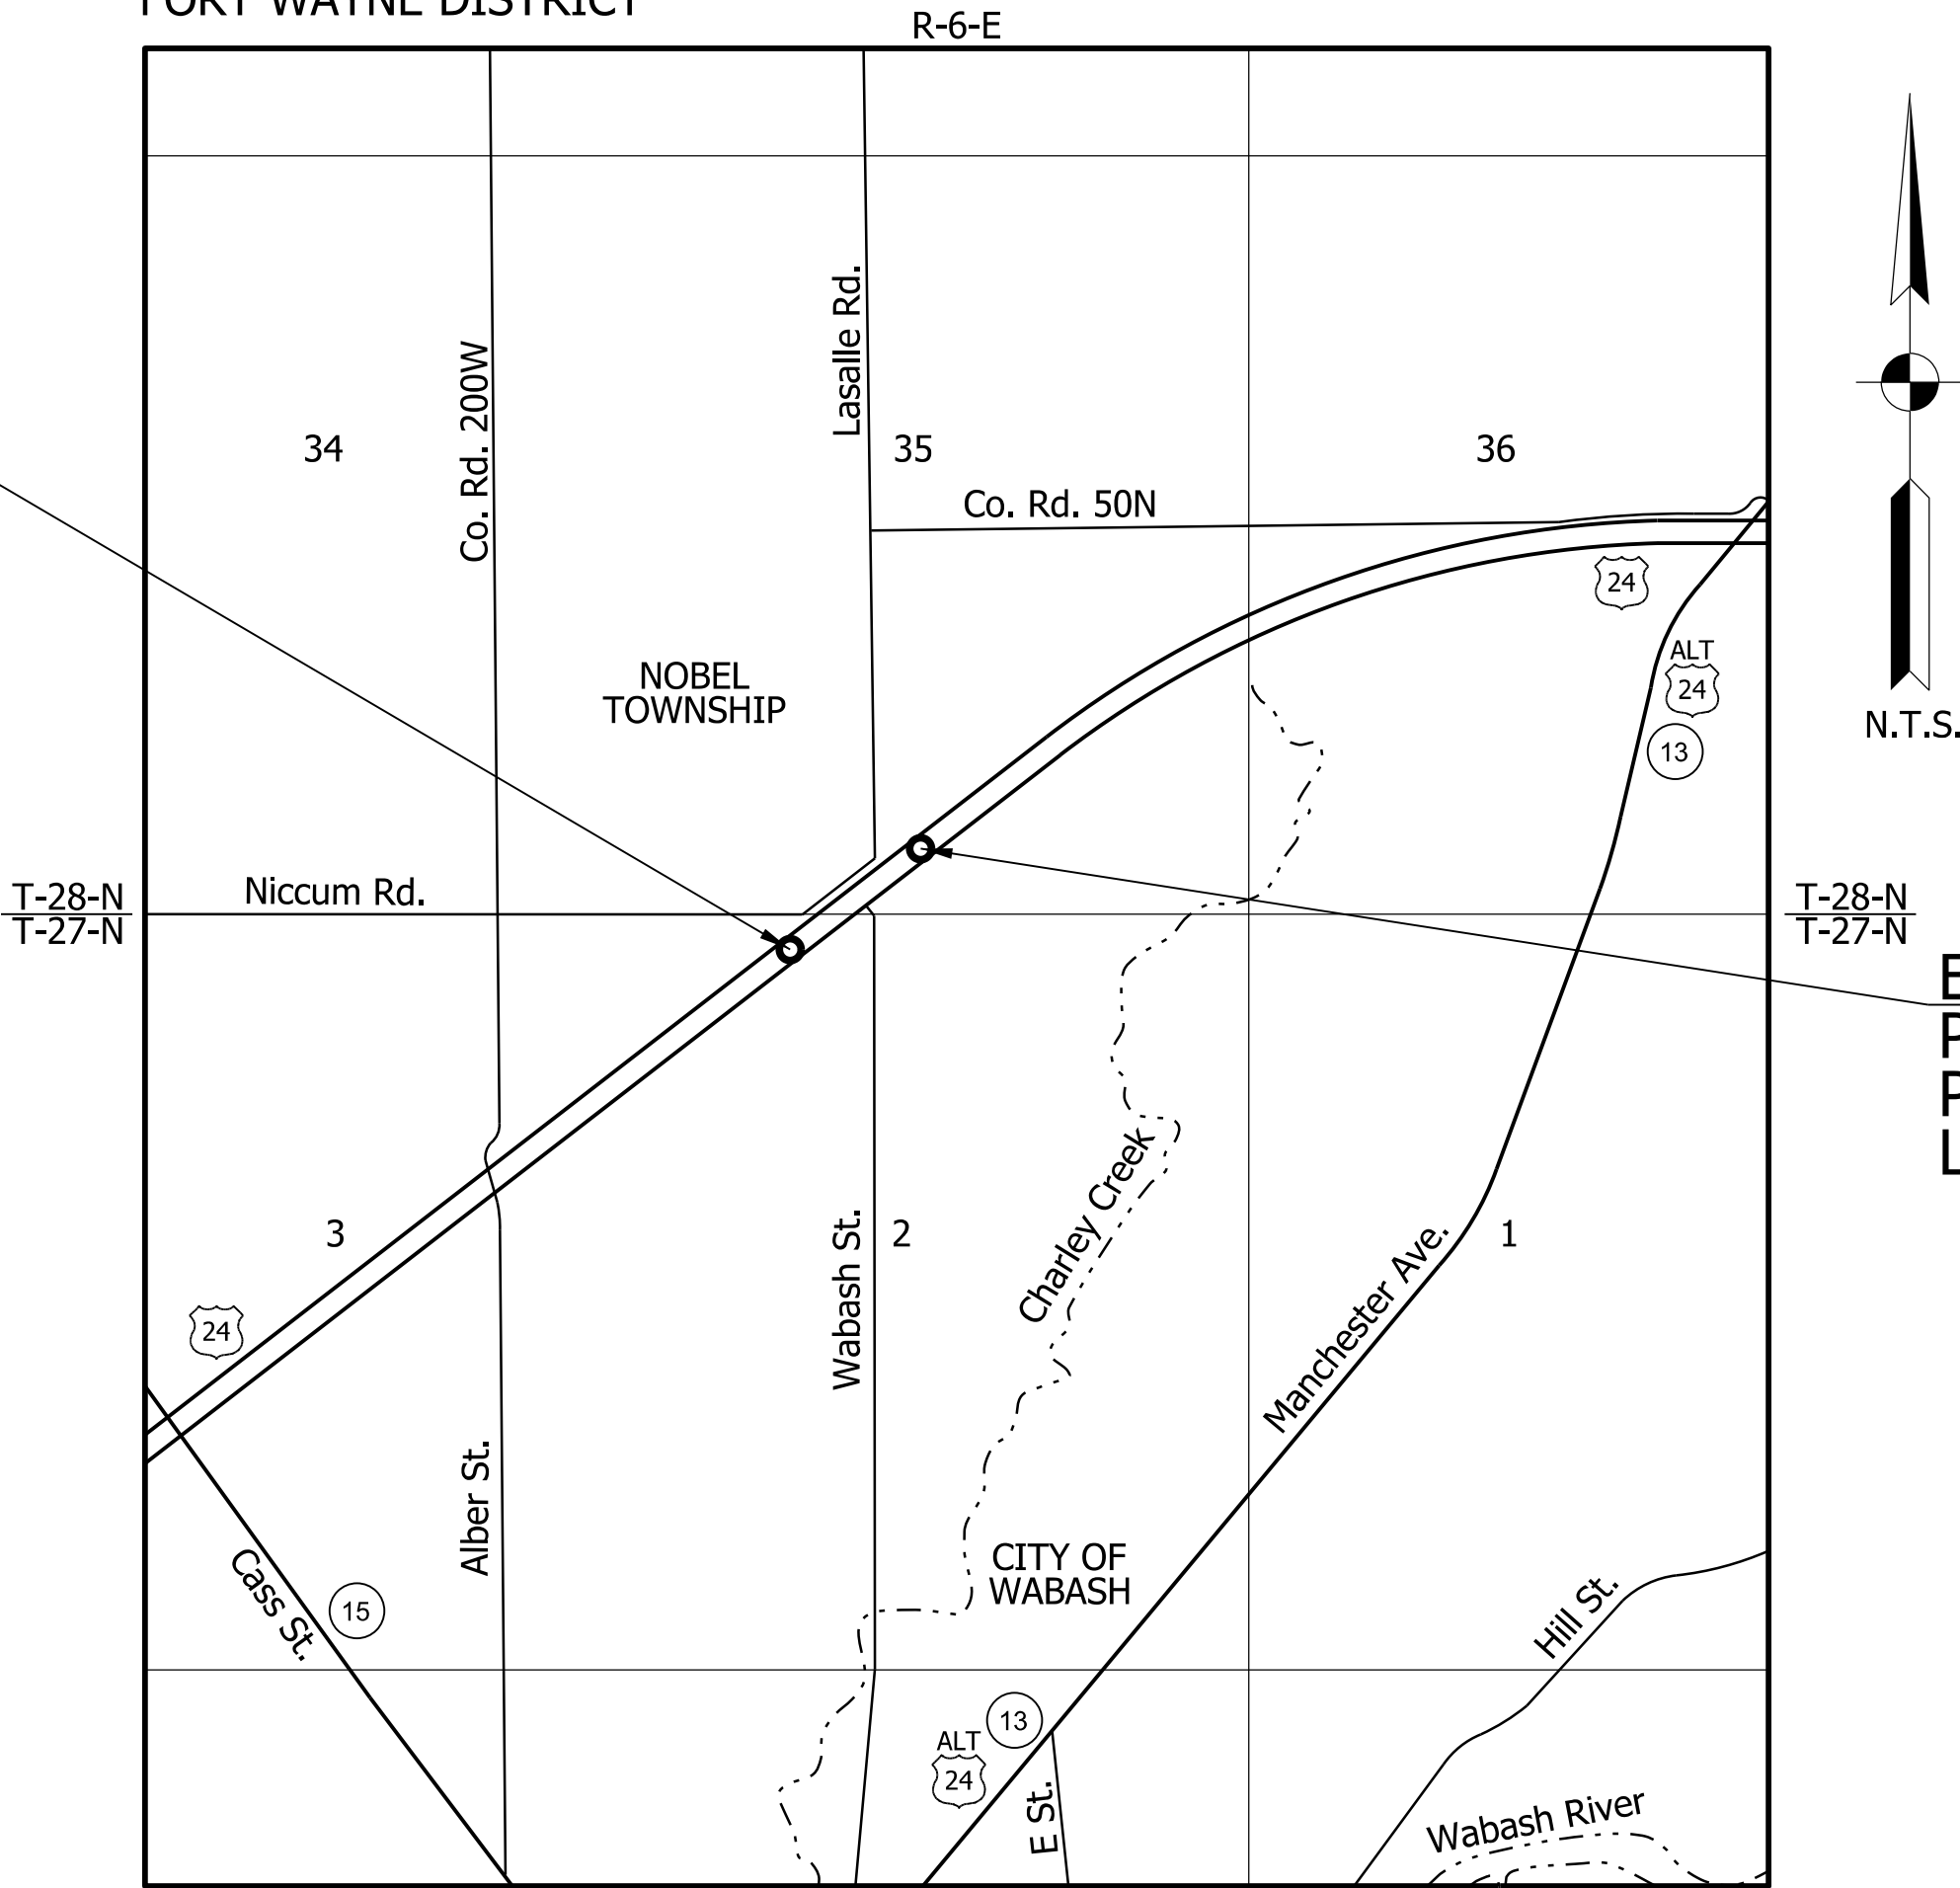 FORT WAYNE DISTRICT
R-6-E
Co. Rd. 200W
Lasalle Rd.
34
35
36
Co. Rd. 50N
24
NOBEL
TOWNSHIP
ALT
24
13
N.T.S.
T-28-N
T-27-N
Niccum Rd.
T-28-N
T-27-N
E
P
P
L
3
Wabash St.
2
Charley Creek
Manchester Ave.
1
24
Alber St.
Cass St.
15
CITY OF
WABASH
Hill St.
13
ALT
24
E St.
Wabash River